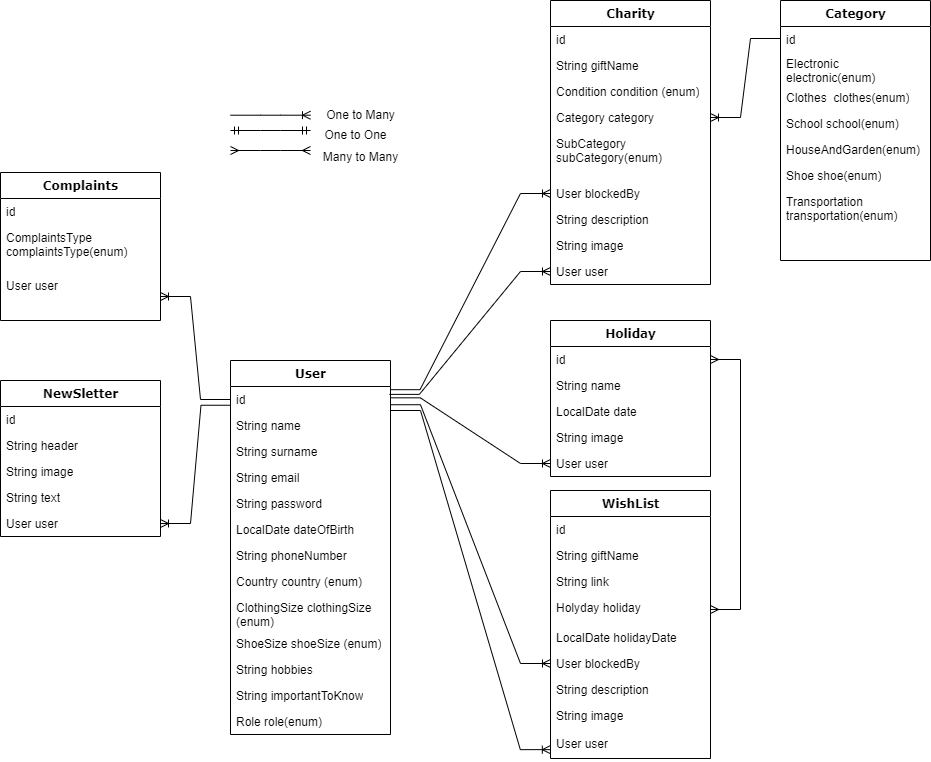 Charity
id
String giftName
Condition condition (enum)
Category category
SubCategory
subCategory(enum)
User blockedBy
String description
String image
User user
Category
id
Electronic
electronic(enum)
Clothes  clothes(enum)
School school(enum)
HouseAndGarden(enum)
Shoe shoe(enum)
Transportation
transportation(enum)
One to Many
One to One
Many to Many
Complaints
id
ComplaintsType
complaintsType(enum)
User user
NewSletter
id
String header
String image
String text
User user
User
id
String name
String surname
String email
String password
LocalDate dateOfBirth
String phoneNumber
Country country (enum)
ClothingSize clothingSize
(enum)
ShoeSize shoeSize (enum)
String hobbies
String importantToKnow
Role role(enum)
Holiday
id
String name
LocalDate date
String image
User user
WishList
id
String giftName
String link
Holyday holiday
LocalDate holidayDate
User blockedBy
String description
String image
User user